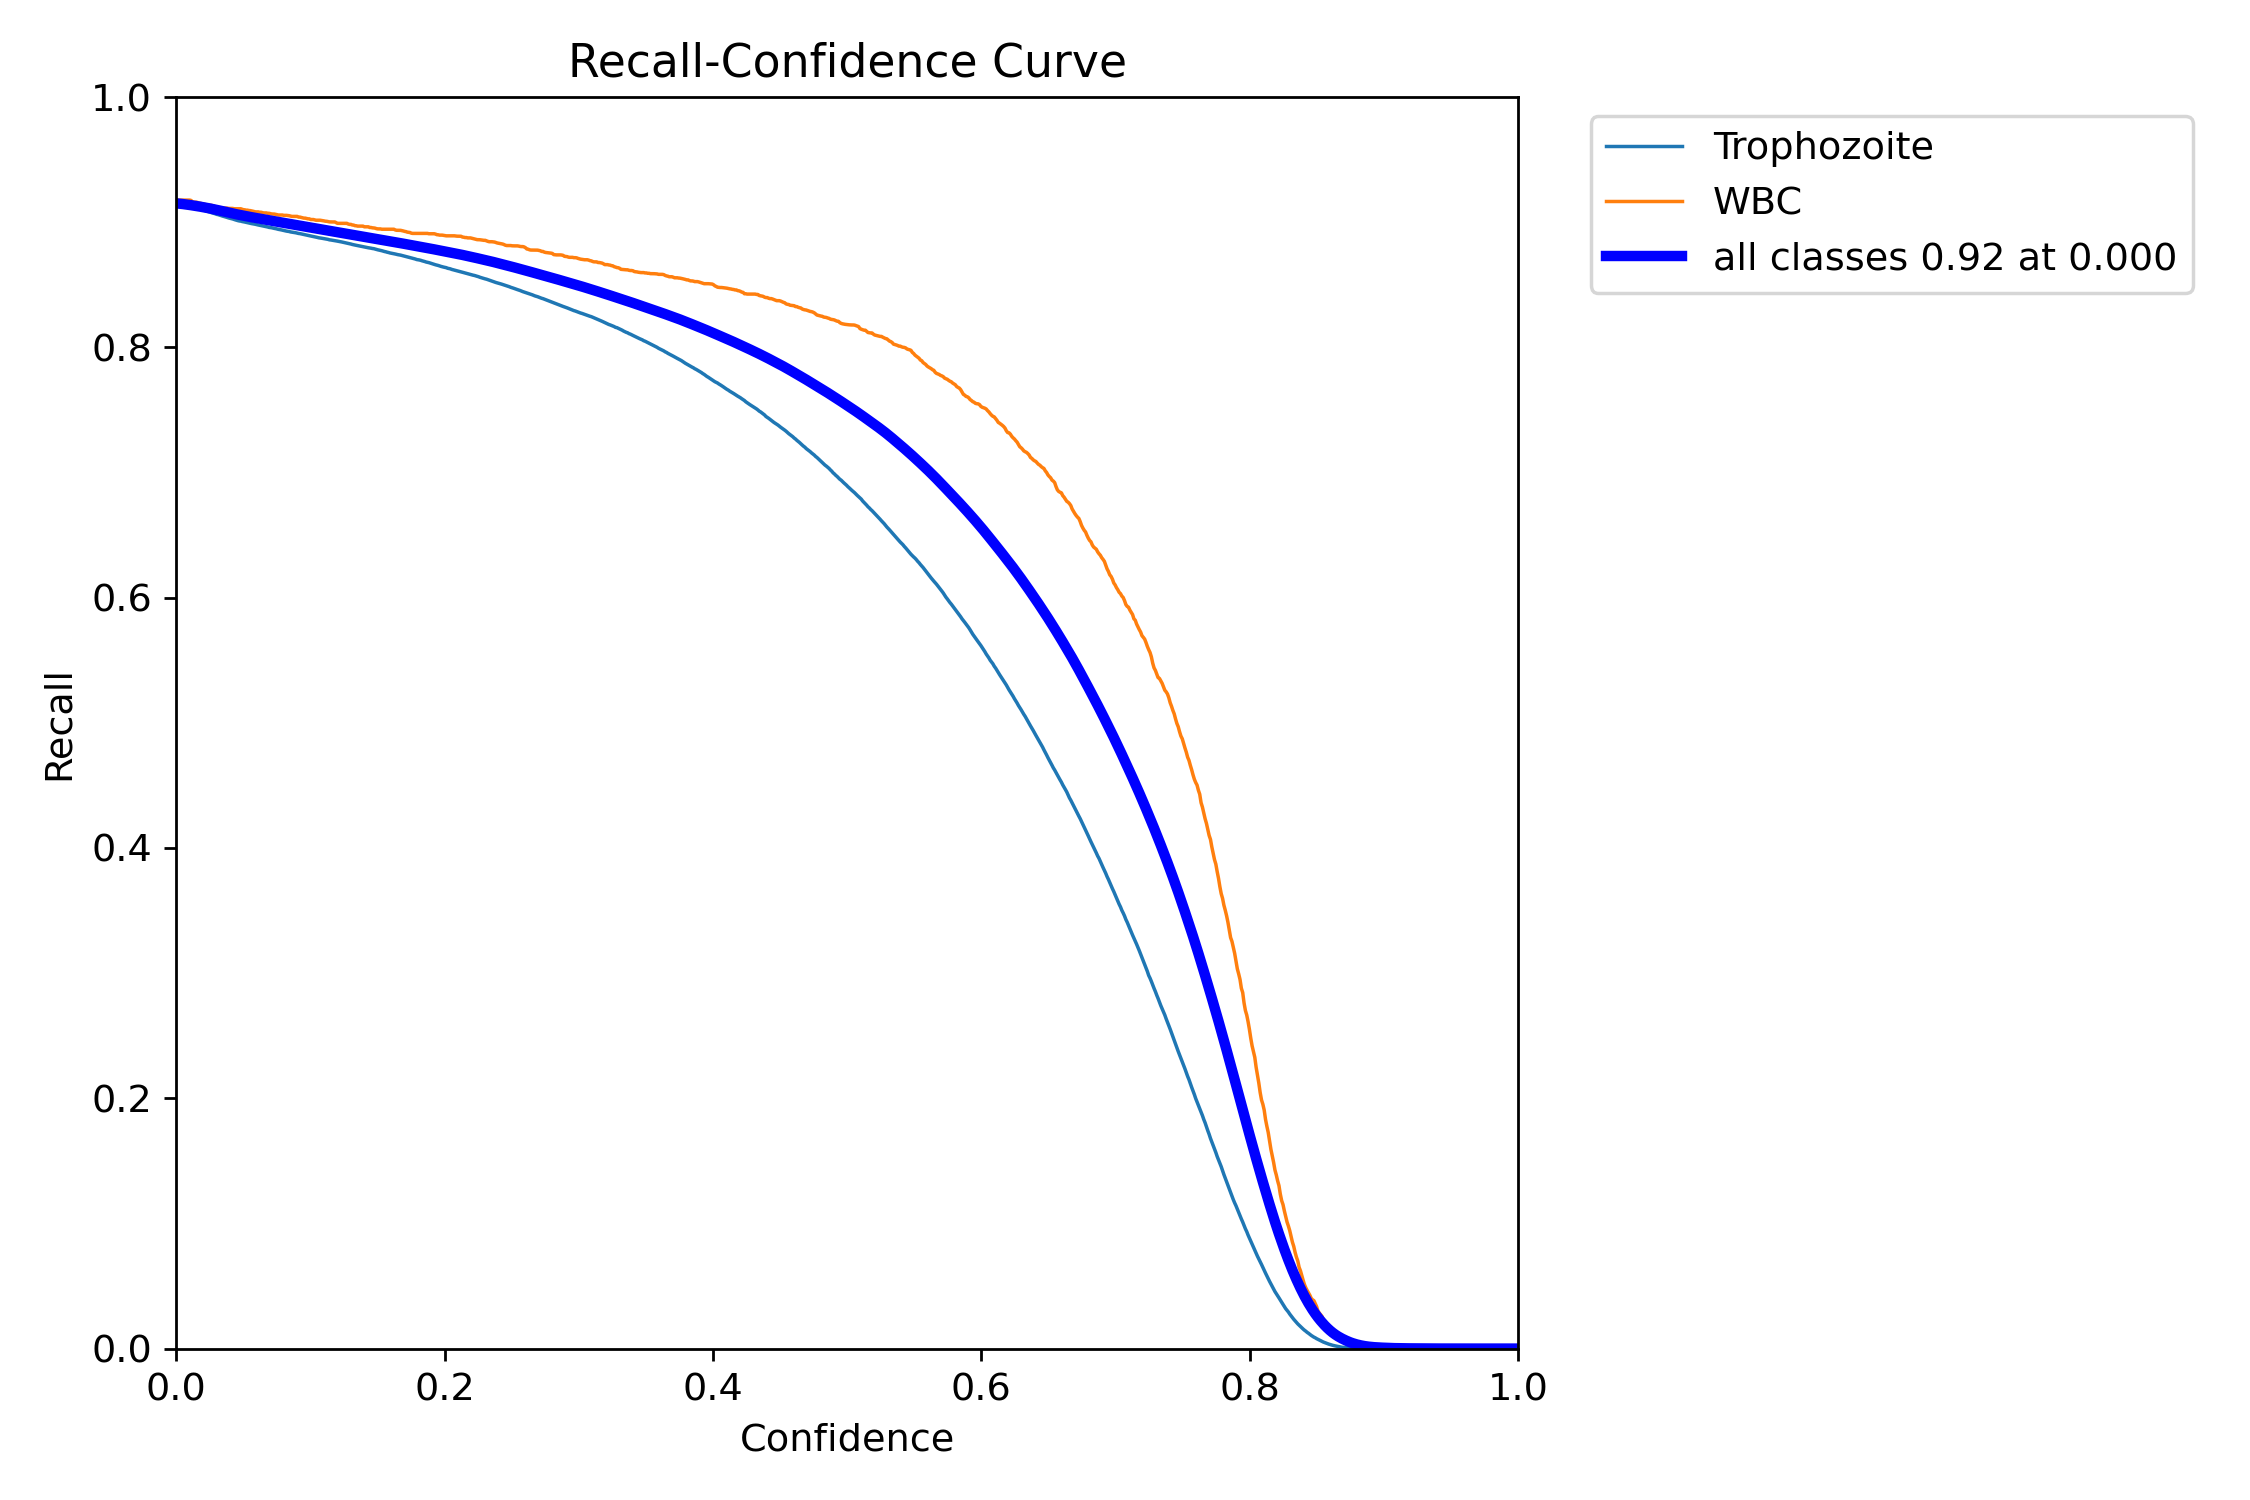 Recall-Confidence Curve
1.0
0.8
0.6
0.4
0.2
0.0
Recall
0.0 0.2 0.4 0.6 0.8 1.0
Confidence
Trophozoite
WBC
all classes 0.92 at 0.000